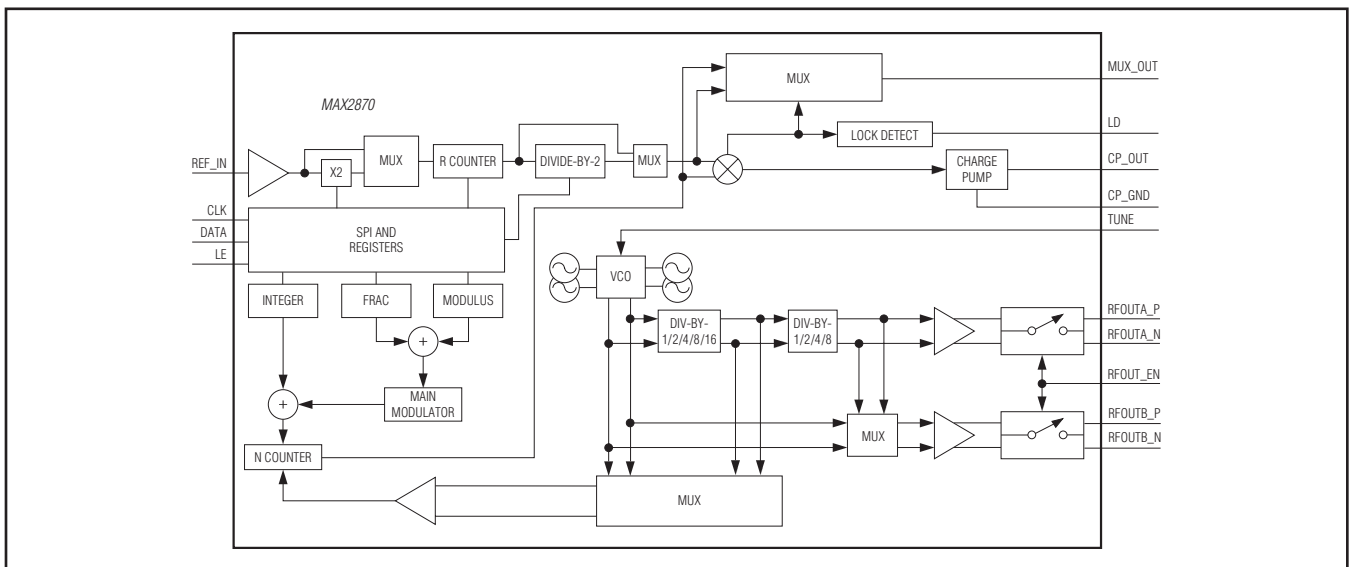 MAX2870
MUX
MUX_OUT
LOCK DETECT
LD
REF_IN
X2
MUX
R COUNTER
DIVIDE-BY-2
MUX
CHARGE
PUMP
CP_OUT
CP_GND
TUNE
CLK
DATA
LE
SPI AND
REGISTERS
VCO
INTEGER
FRAC
MODULUS
DIV-BY-
1/2/4/8/16
DIV-BY-
1/2/4/8
RFOUTA_P
RFOUTA_N
+
MAIN
MODULATOR
+
RFOUT_EN
MUX
RFOUTB_P
RFOUTB_N
N COUNTER
MUX